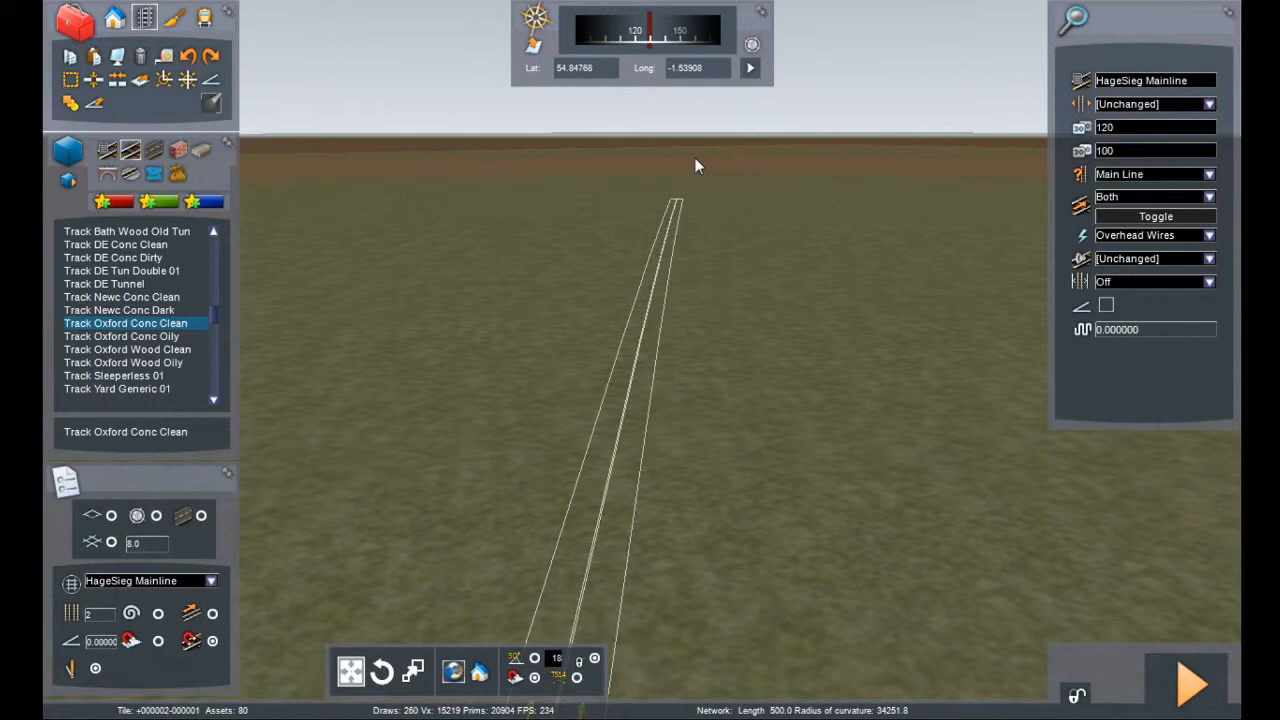 120 150
Lat: 54.84768 Long: -1.53908
Track Bath Wood Old Tun
Track DE Conc Clean
Track DE Conc Dirty
Track DE Tun Double 01
Track DE Tunnel
Track Newc Conc Clean
Track Newc Conc Dark
Track Oxford Conc Clean
Track Oxford Conc Oily
Track Oxford Wood Clean
Track Oxford Wood Oily
Track Sleeperless 01
Track Yard Generic 01
Track Oxford Conc Clean
8.0
HageSieg Mainline
2
0.00000
HageSieg Mainline
[Unchanged]
120
100
Main Line
Both
Toggle
Overhead Wires
[Unchanged]
Off
0.000000
30° 18
TS14
Tile: +000002-000001 Assets: 80 Draws: 260 Vx: 15219 Prims: 20904 FPS: 234 Network: Length 500.0 Radius of curvature: 34251.8